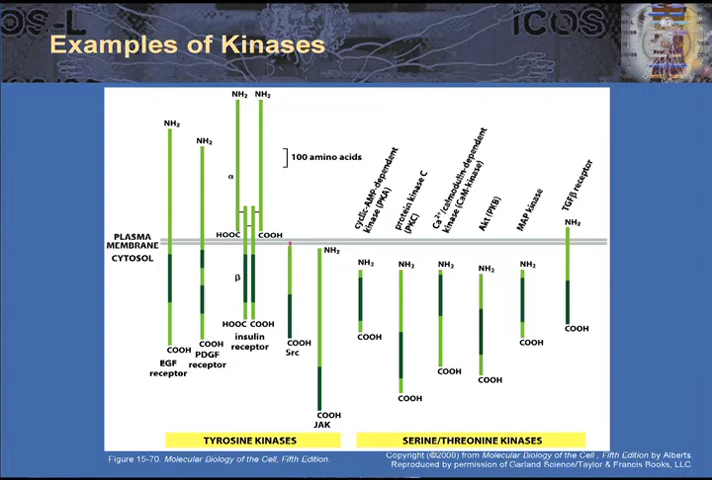 OS-L
ICOS-L
Examples of Kinases
NH₂
NH₂
NH₂
NH₂
α
100 amino acids
cyclic-AMP-dependent
kinase (PKA)
protein kinase C
(PKC)
Ca²⁺/calmodulin-dependent
kinase (CaM-kinase)
Akt (PKB)
MAP kinase
TGFβ receptor
NH₂
HOOC
COOH
PLASMA
MEMBRANE
CYTOSOL
NH₂
NH₂
NH₂
NH₂
NH₂
NH₂
β
HOOC
COOH
COOH
EGF
receptor
COOH
PDGF
receptor
insulin
receptor
COOH
Src
COOH
JAK
COOH
COOH
COOH
COOH
COOH
COOH
TYROSINE KINASES
SERINE/THREONINE KINASES
Figure 15-70. Molecular Biology of the Cell, Fifth Edition.
Copyright (©2008) from Molecular Biology of the Cell , Fifth Edition by Alberts.
Reproduced by permission of Garland Science/Taylor & Francis Books, LLC.